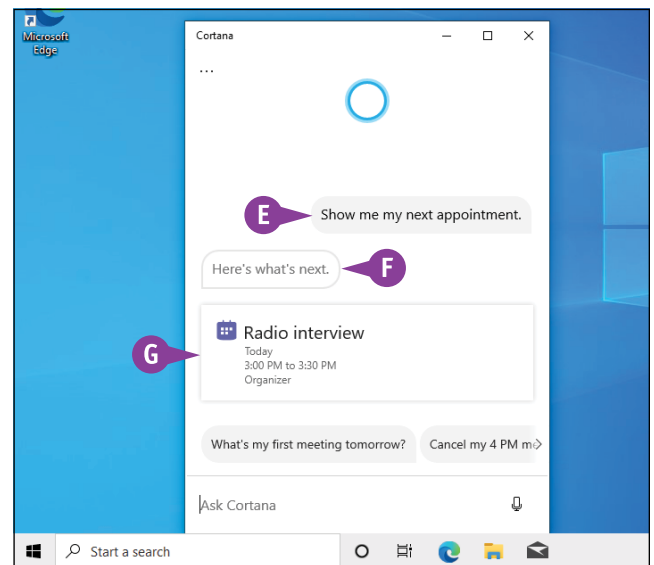 Microsoft
Edge
Cortana
...
E
Show me my next appointment.
Here's what's next.
F
G
Radio interview
Today
3:00 PM to 3:30 PM
Organizer
What's my first meeting tomorrow?
Cancel my 4 PM me
Ask Cortana
Start a search